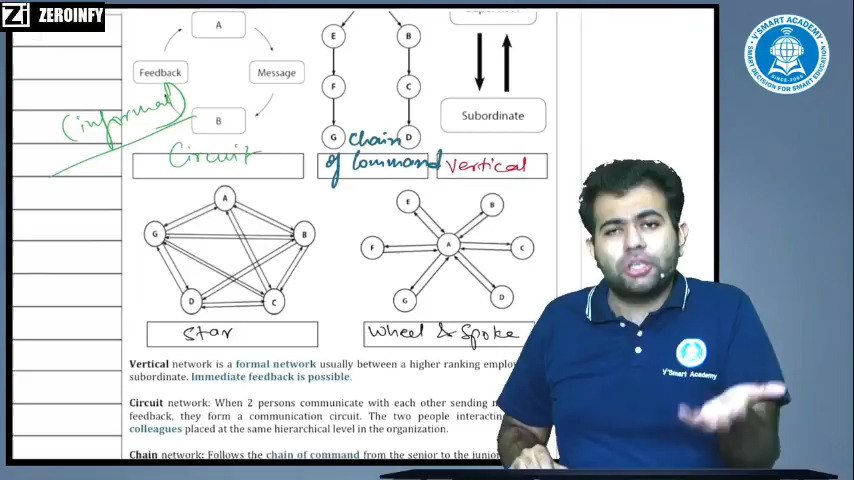 Zi ZEROINFY
A
E
B
Feedback
Message
F
C
B
Subordinate
G
D
(informal)
Circuit
Chain
of Command
Vertical
A
G
B
D
C
E
B
F
A
C
G
D
Star
Wheel & Spoke
Vertical network is a formal network usually between a higher ranking
subordinate. Immediate feedback is possible.
Circuit network: When 2 persons communicate with each other sending
feedback, they form a communication circuit. The two people
colleagues placed at the same hierarchical level in the organization.
Chain network: Follows the chain of command from the senior to the
V'SMART ACADEMY
SINCE-2004
SMART DECISION FOR SMART EDUCATION
V'Smart Academy